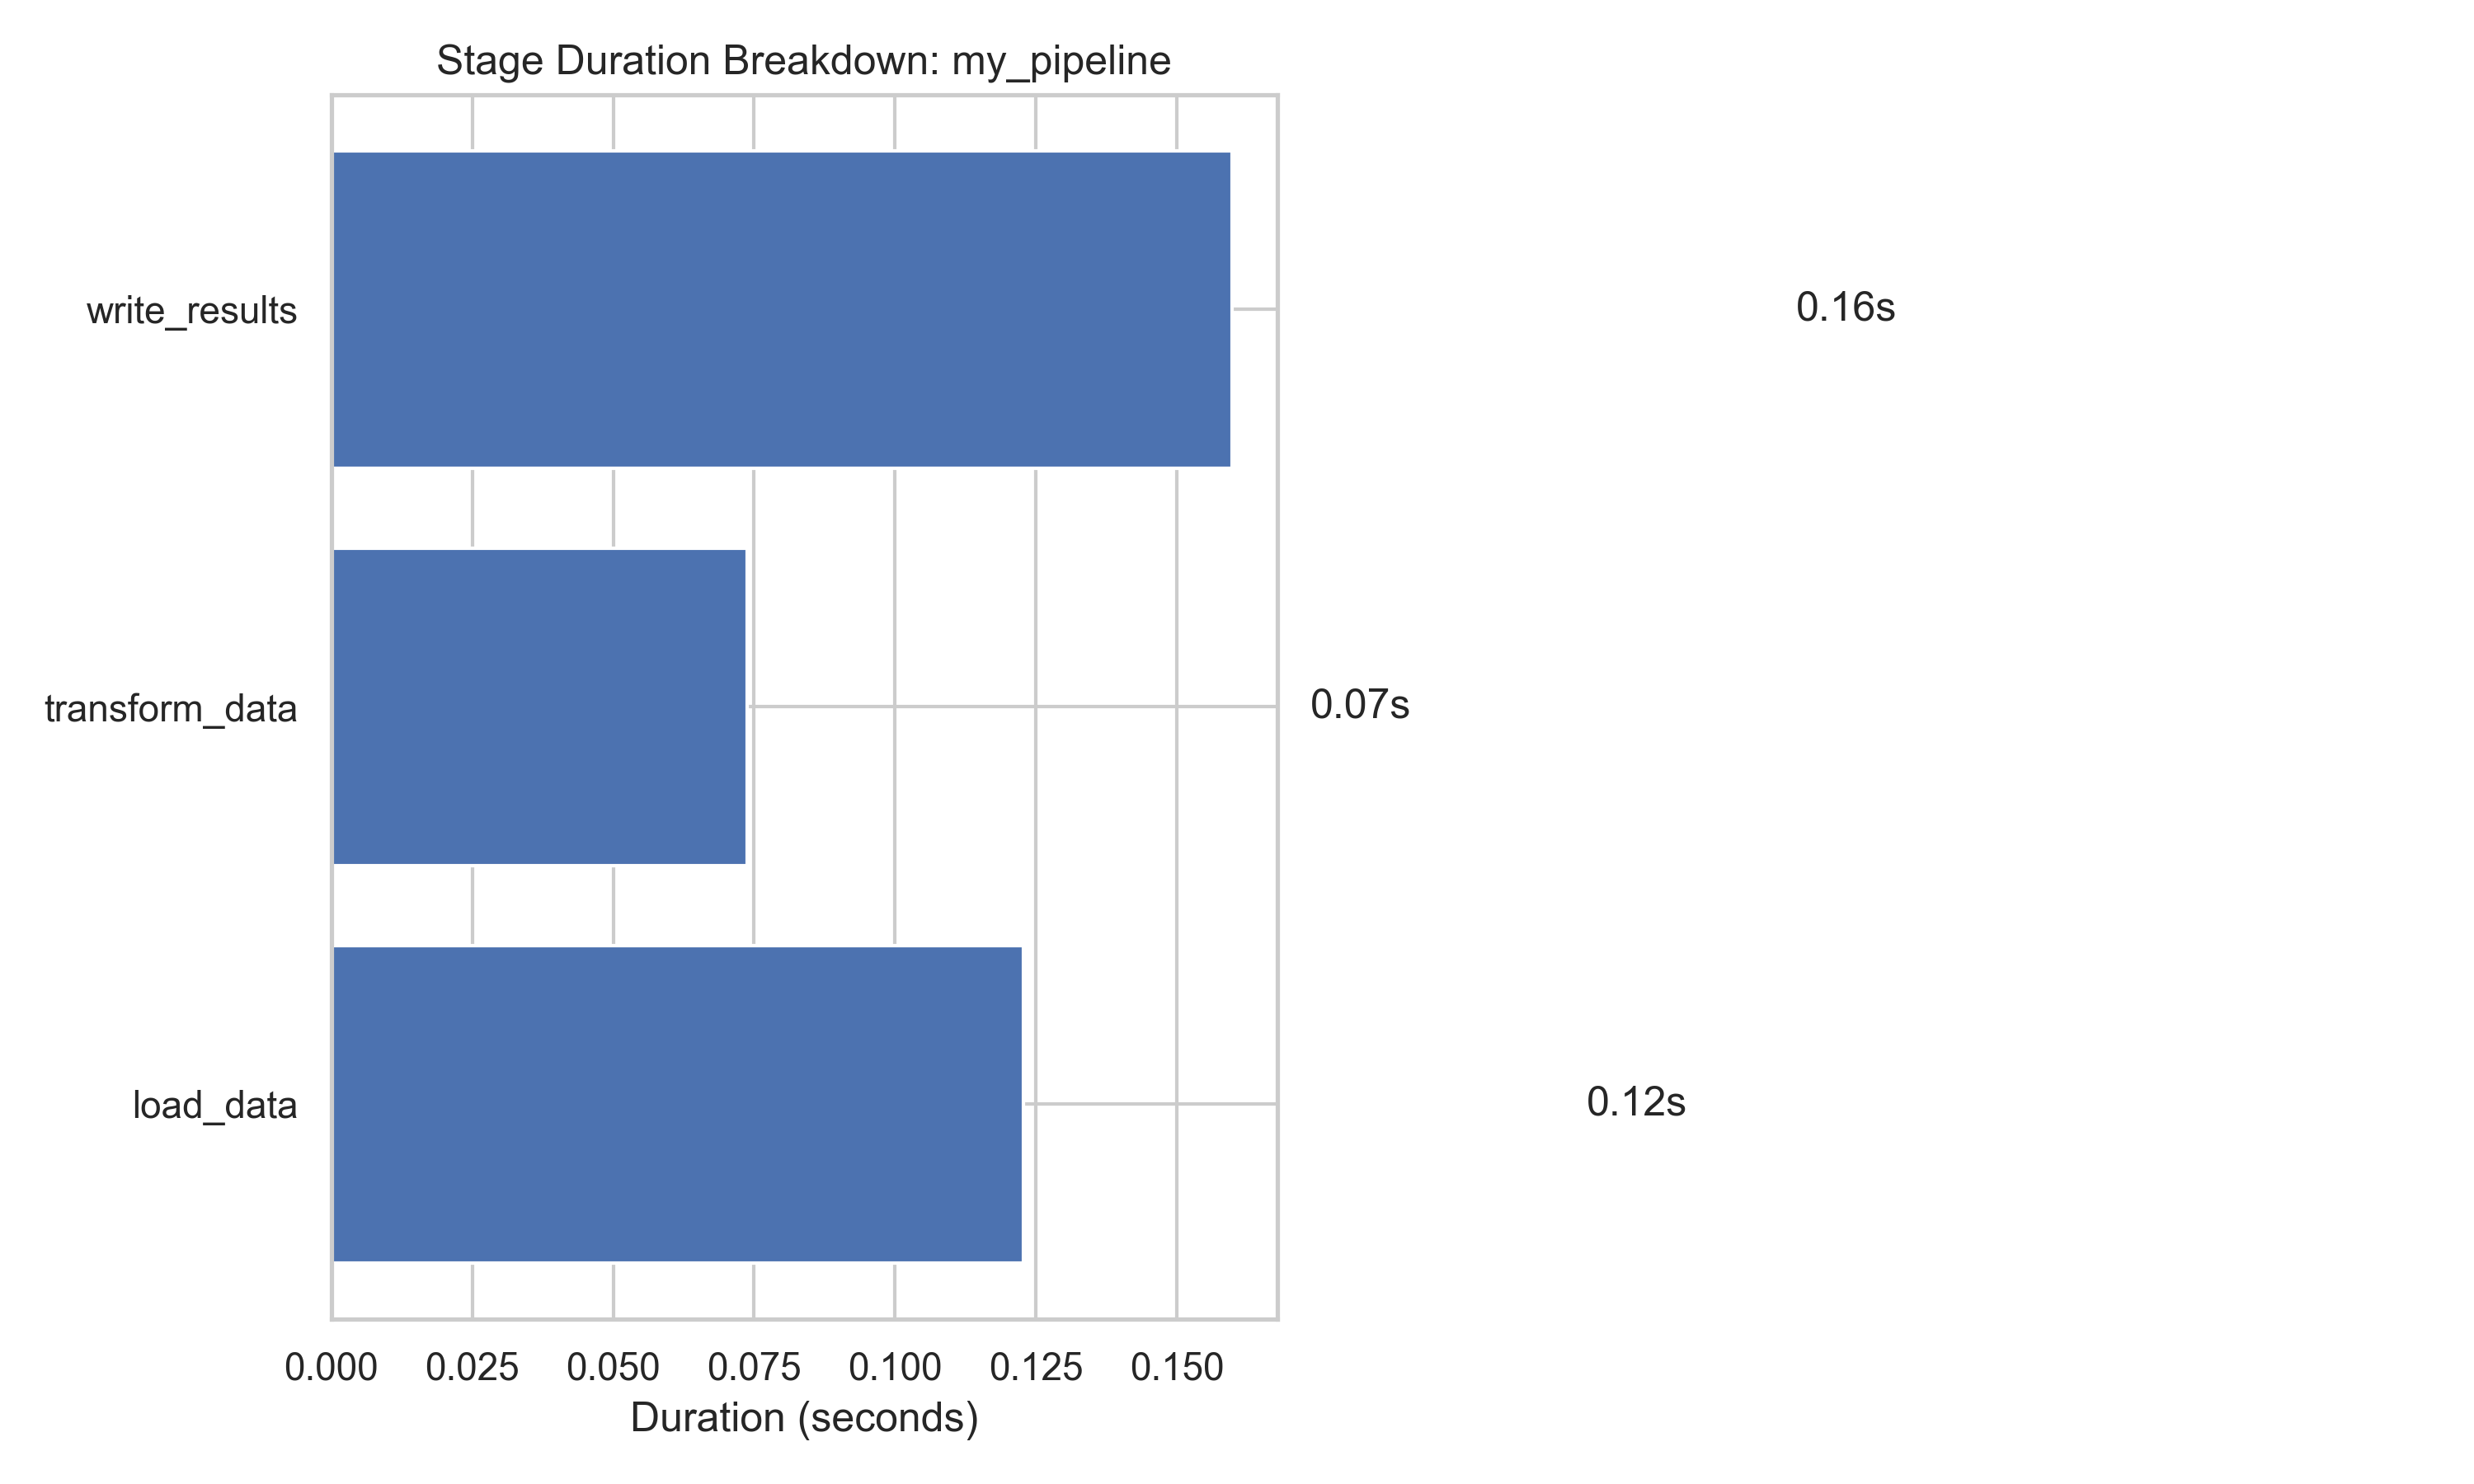 Stage Duration Breakdown: my_pipeline
write_results
0.16s
transform_data
0.07s
load_data
0.12s
0.000 0.025 0.050 0.075 0.100 0.125 0.150
Duration (seconds)